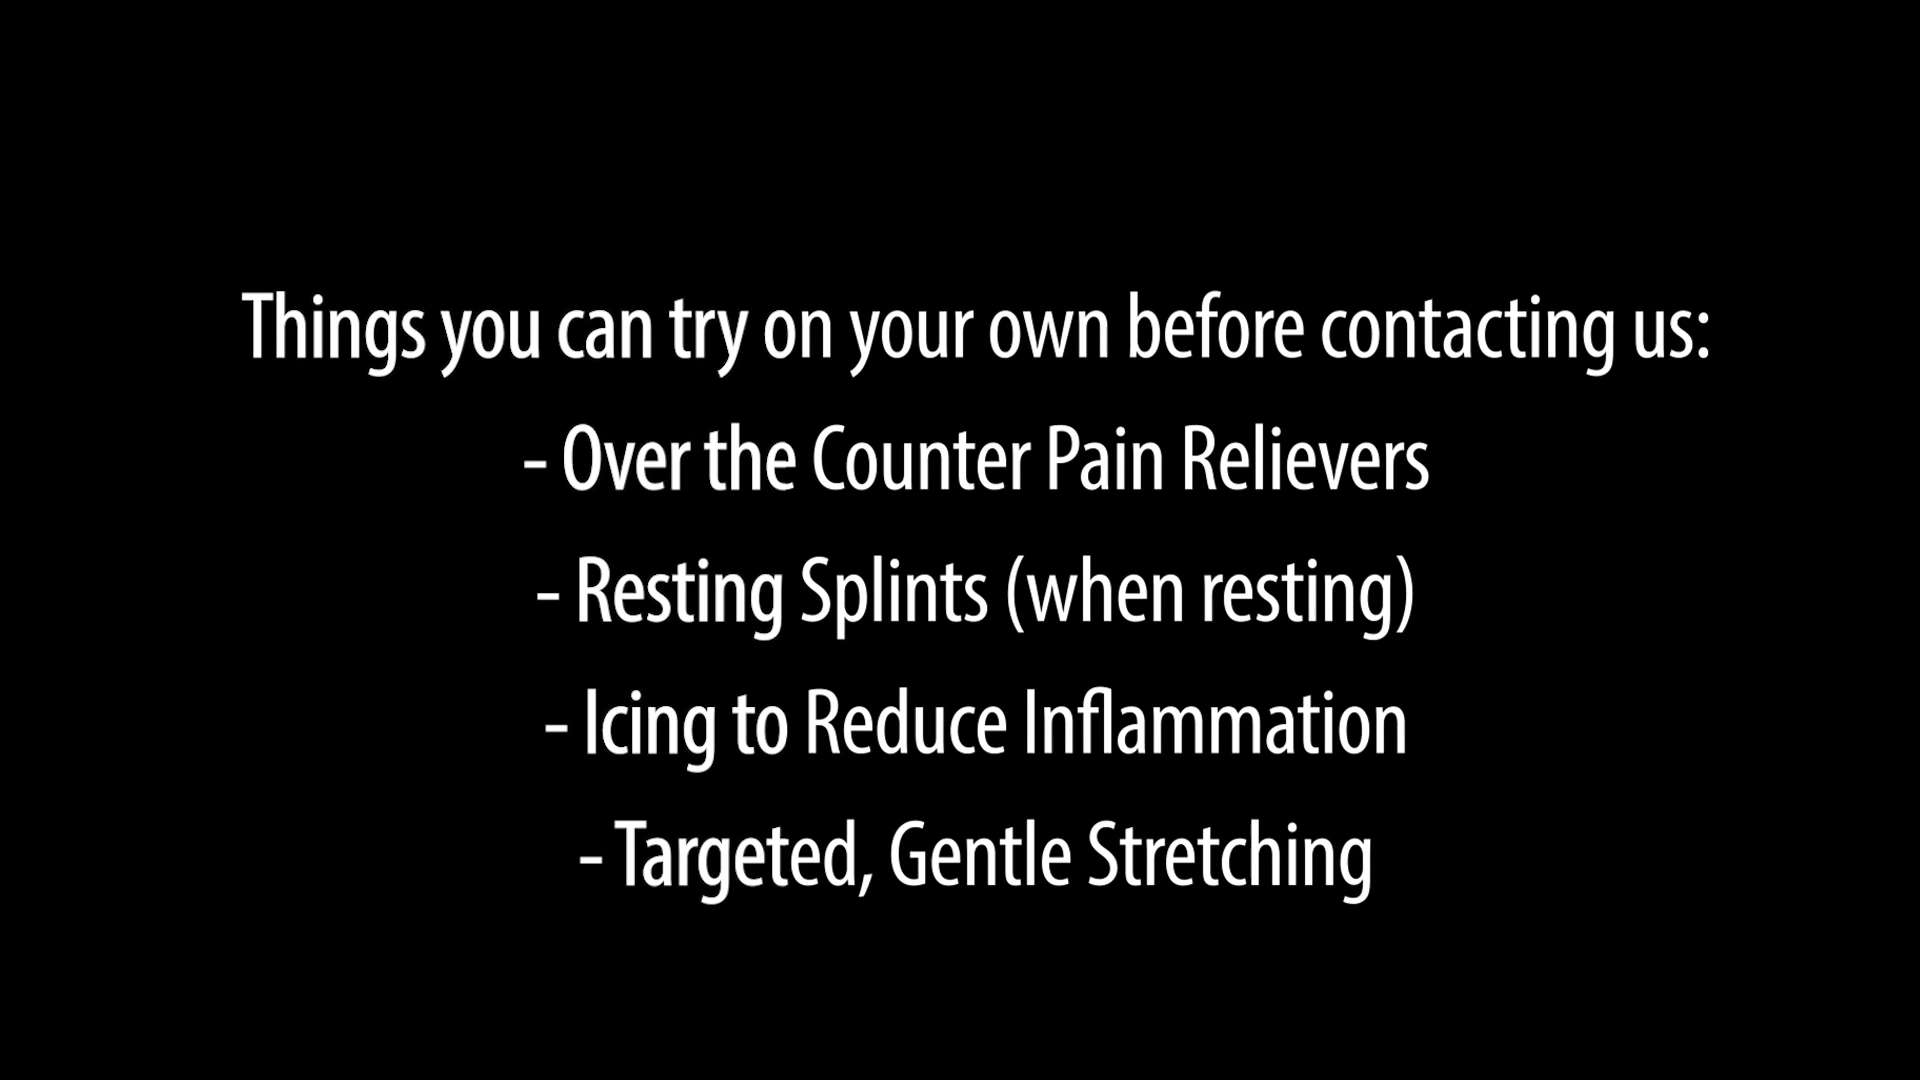 Things you can try on your own before contacting us:
- Over the Counter Pain Relievers
- Resting Splints (when resting)
- Icing to Reduce Inflammation
- Targeted, Gentle Stretching